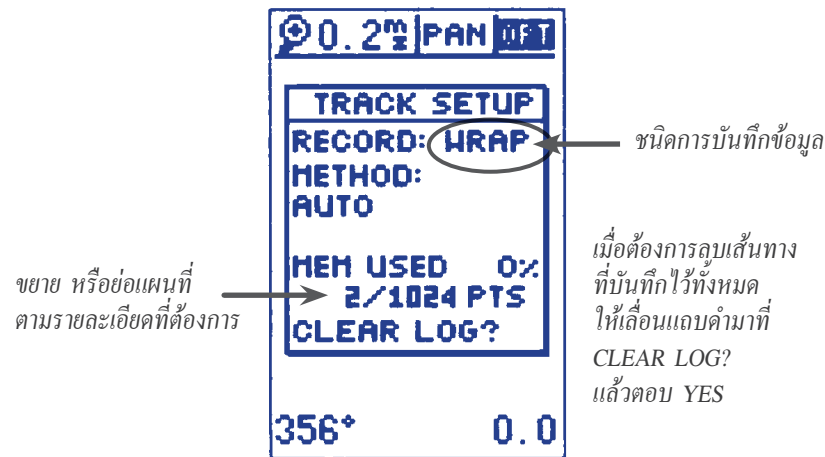 0.2ᵐᵢ PAN OPT
TRACK SETUP
RECORD: WRAP
ชนิดการบันทึกข้อมูล
METHOD:
AUTO
MEM USED 0%
2/1024 PTS
CLEAR LOG?
ขยาย หรือย่อแผนที่
ตามรายละเอียดที่ต้องการ
เมื่อต้องการลบเส้นทาง
ที่บันทึกไว้ทั้งหมด
ให้เลื่อนแถบดำมาที่
CLEAR LOG?
แล้วตอบ YES
356° 0.0